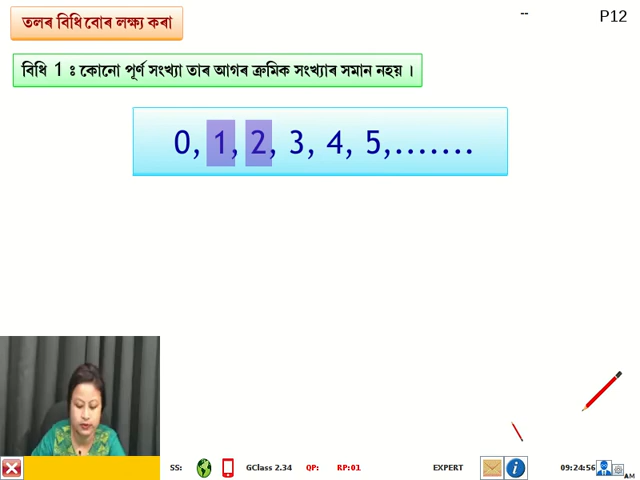 তলৰ বিধিবোৰ লক্ষ্য কৰা
--
P12
বিধি 1 ঃ কোনো পূৰ্ণ সংখ্যা তাৰ আগৰ ক্ৰমিক সংখ্যাৰ সমান নহয় ।
0, 1, 2, 3, 4, 5,.......
SS:
GClass 2.34
QP:
RP:01
EXPERT
09:24:56
AM